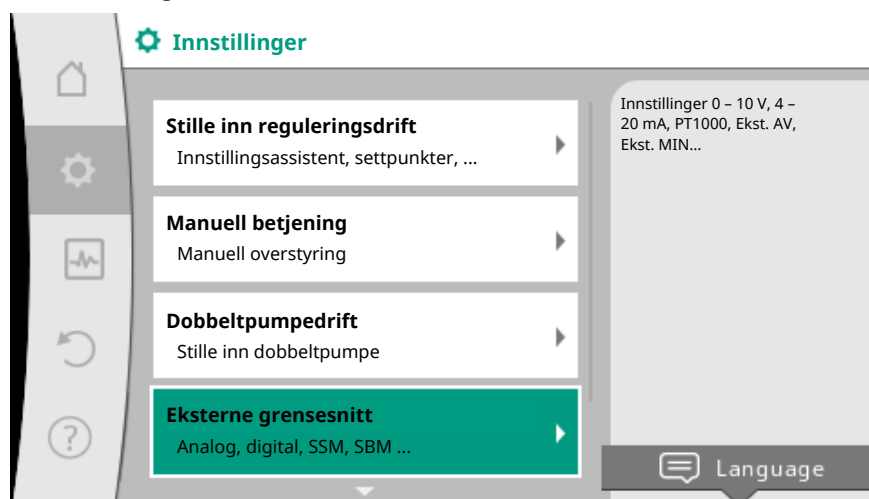 Innstillinger
Stille inn reguleringsdrift
Innstillingsassistent, settpunkter, ...
Manuell betjening
Manuell overstyring
Dobbeltpumpedrift
Stille inn dobbeltpumpe
Eksterne grensesnitt
Analog, digital, SSM, SBM ...
Innstillinger 0 – 10 V, 4 –
20 mA, PT1000, Ekst. AV,
Ekst. MIN...
Language